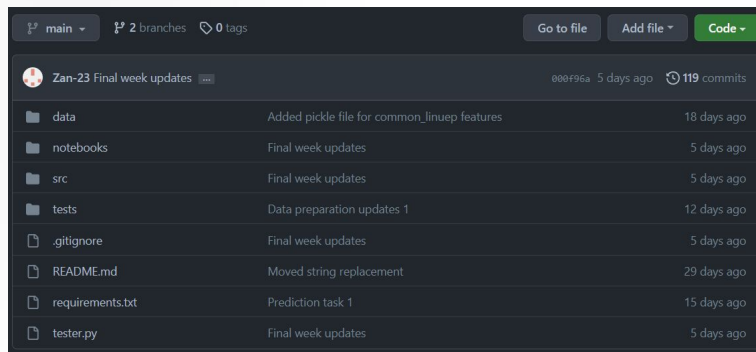 main 2 branches 0 tags Go to file Add file Code
Zan-23 Final week updates ... 000f96a 5 days ago 119 commits
data Added pickle file for common_linuep features 18 days ago
notebooks Final week updates 5 days ago
src Final week updates 5 days ago
tests Data preparation updates 1 12 days ago
.gitignore Final week updates 5 days ago
README.md Moved string replacement 29 days ago
requirements.txt Prediction task 1 15 days ago
tester.py Final week updates 5 days ago